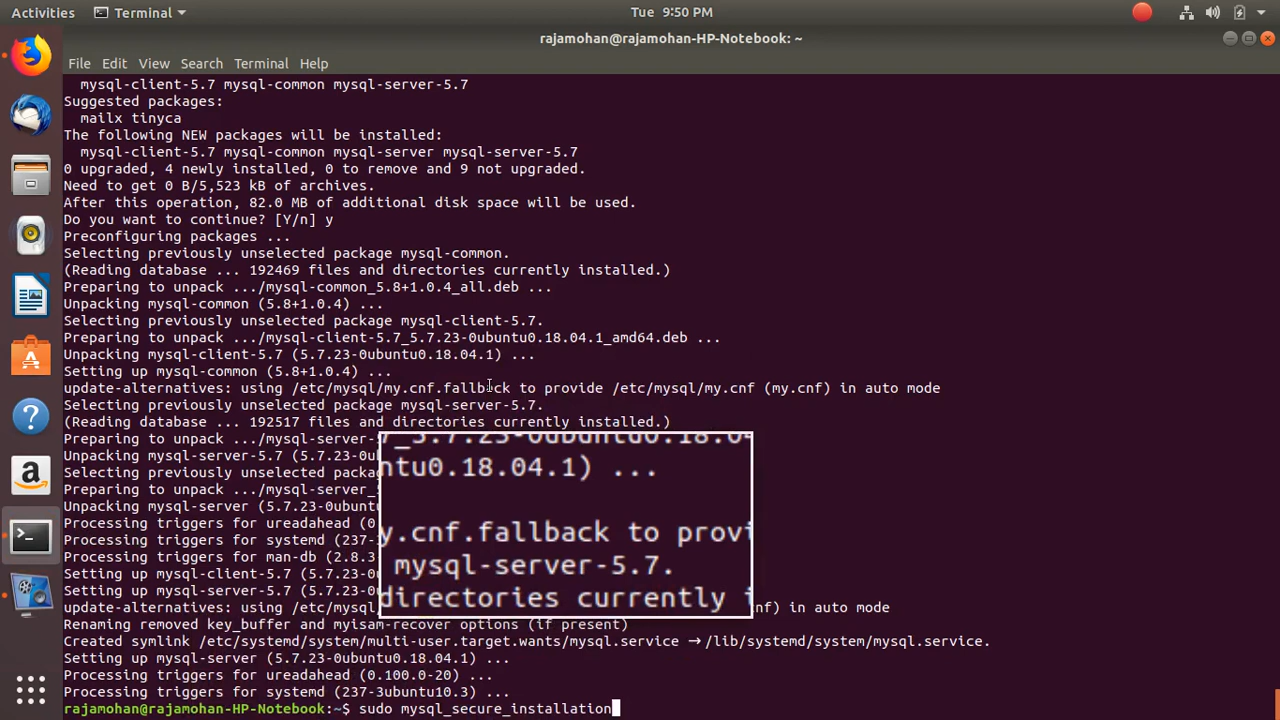 Activities Terminal Tue 9:50 PM
rajamohan@rajamohan-HP-Notebook: ~
File Edit View Search Terminal Help
mysql-client-5.7 mysql-common mysql-server-5.7
Suggested packages:
mailx tinyca
The following NEW packages will be installed:
mysql-client-5.7 mysql-common mysql-server mysql-server-5.7
0 upgraded, 4 newly installed, 0 to remove and 9 not upgraded.
Need to get 0 B/5,523 kB of archives.
After this operation, 82.0 MB of additional disk space will be used.
Do you want to continue? [Y/n] y
Preconfiguring packages ...
Selecting previously unselected package mysql-common.
(Reading database ... 192469 files and directories currently installed.)
Preparing to unpack .../mysql-common_5.8+1.0.4_all.deb ...
Unpacking mysql-common (5.8+1.0.4) ...
Selecting previously unselected package mysql-client-5.7.
Preparing to unpack .../mysql-client-5.7_5.7.23-0ubuntu0.18.04.1_amd64.deb ...
Unpacking mysql-client-5.7 (5.7.23-0ubuntu0.18.04.1) ...
Setting up mysql-common (5.8+1.0.4) ...
update-alternatives: using /etc/mysql/my.cnf.fallback to provide /etc/mysql/my.cnf (my.cnf) in auto mode
Selecting previously unselected package mysql-server-5.7.
(Reading database ... 192517 files and directories currently installed.)
Preparing to unpack .../mysql-server-
Unpacking mysql-server-5.7 (5.7.23-0ub
Selecting previously unselected packag
Preparing to unpack .../mysql-server_5
Unpacking mysql-server (5.7.23-0ubuntu
Processing triggers for ureadahead (0.
Processing triggers for systemd (237-
Processing triggers for man-db (2.8.3
Setting up mysql-client-5.7 (5.7.23-0u
Setting up mysql-server-5.7 (5.7.23-0u
update-alternatives: using /etc/mysql/ nf) in auto mode
7_5.7.23-0ubuntu0.18.04
ntu0.18.04.1) ...
y.cnf.fallback to provi
mysql-server-5.7.
directories currently i
Renaming removed key_buffer and myisam-recover options (if present)
Created symlink /etc/systemd/system/multi-user.target.wants/mysql.service → /lib/systemd/system/mysql.service.
Setting up mysql-server (5.7.23-0ubuntu0.18.04.1) ...
Processing triggers for ureadahead (0.100.0-20) ...
Processing triggers for systemd (237-3ubuntu10.3) ...
rajamohan@rajamohan-HP-Notebook:~$ sudo mysql_secure_installation